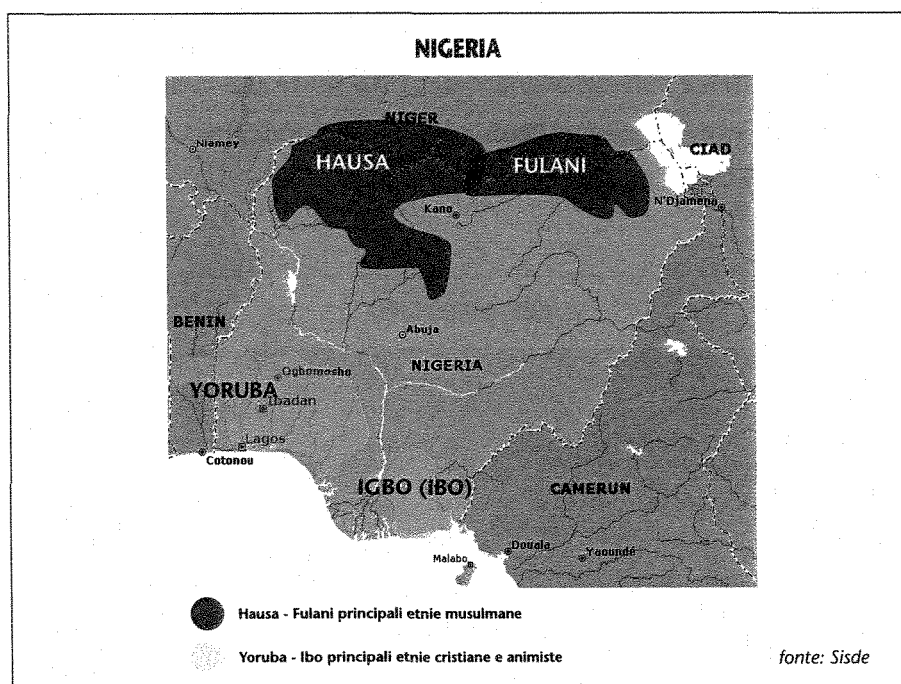 NIGERIA
NIGER
Niamey
HAUSA
FULANI
CIAD
Kano
N'Djamena
BENIN
Abuja
NIGERIA
Ogbomosho
YORUBA
Ibadan
Lagos
Cotonou
IGBO (IBO)
CAMERUN
Douala
Malabo
Yaoundé
Hausa - Fulani principali etnie musulmane
Yoruba - Ibo principali etnie cristiane e animiste
fonte: Sisde